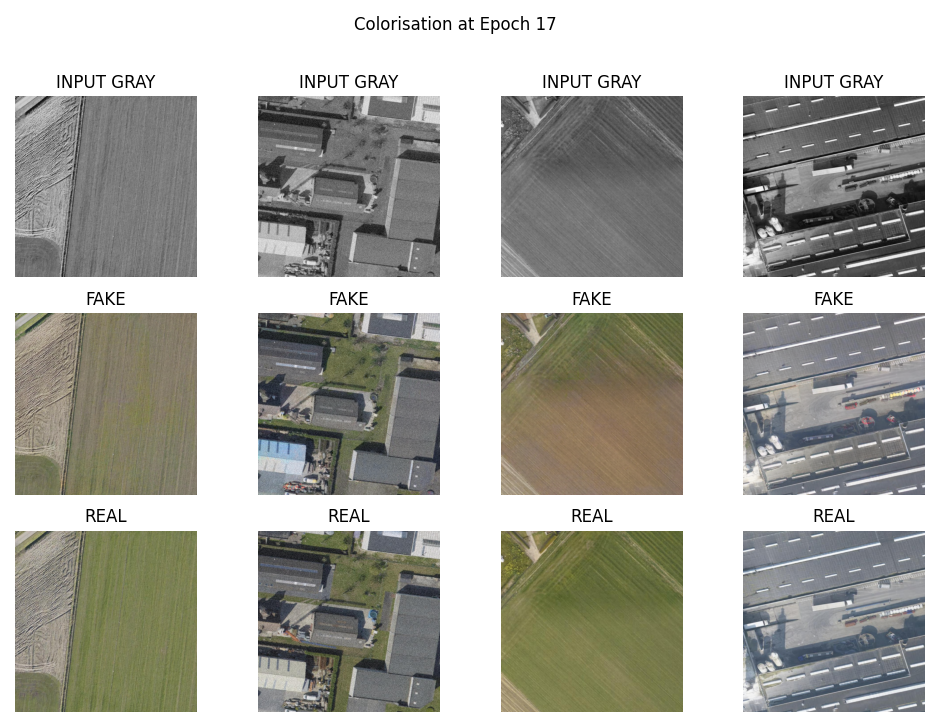 Colorisation at Epoch 17
INPUT GRAY INPUT GRAY INPUT GRAY INPUT GRAY
FAKE FAKE FAKE FAKE
REAL REAL REAL REAL